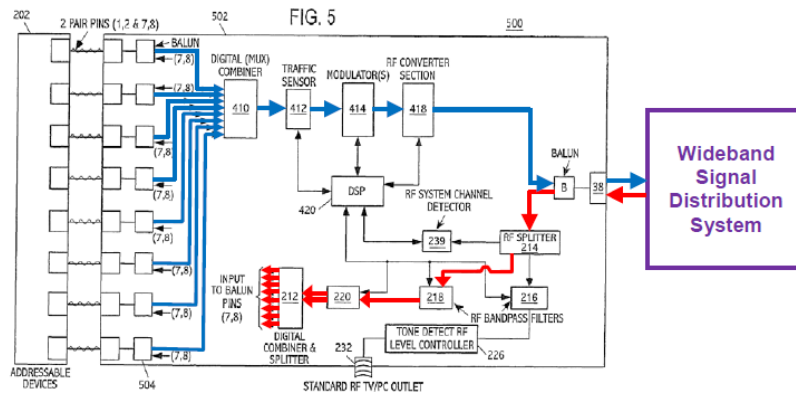 FIG. 5
202
2 PAIR PINS (1,2 & 7,8)
502
500
BALUN
(7,8)
DIGITAL (MUX)
COMBINER
TRAFFIC
SENSOR
MODULATOR(S)
RF CONVERTER
SECTION
(7,8)
410
412
414
418
(7,8)
(7,8)
DSP
420
RF SYSTEM CHANNEL
DETECTOR
BALUN
B
38
Wideband
Signal
Distribution
System
(7,8)
239
RF SPLITTER
214
(7,8)
INPUT
TO BALUN
PINS
(7,8)
212
220
218
216
RF BANDPASS FILTERS
(7,8)
DIGITAL
COMBINER &
SPLITTER
TONE DETECT RF
LEVEL CONTROLLER
226
232
(7,8)
ADDRESSABLE
DEVICES
504
STANDARD RF TV/PC OUTLET